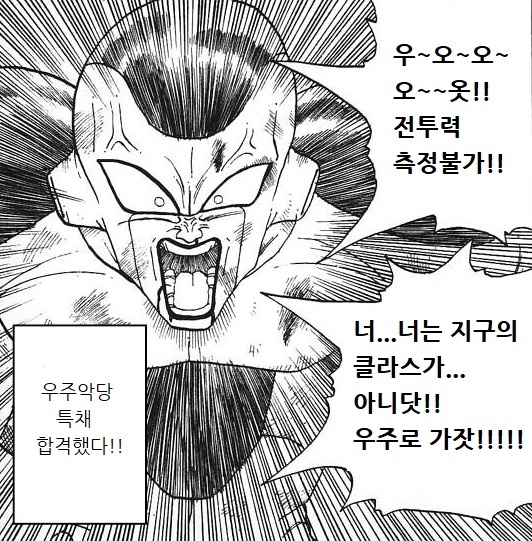 우~오~오~
오~~옷!!
전투력
측정불가!!
너...너는 지구의
클라스가...
아니닷!!
우주로 가잣!!!!!
우주악당
특채
합격했다!!